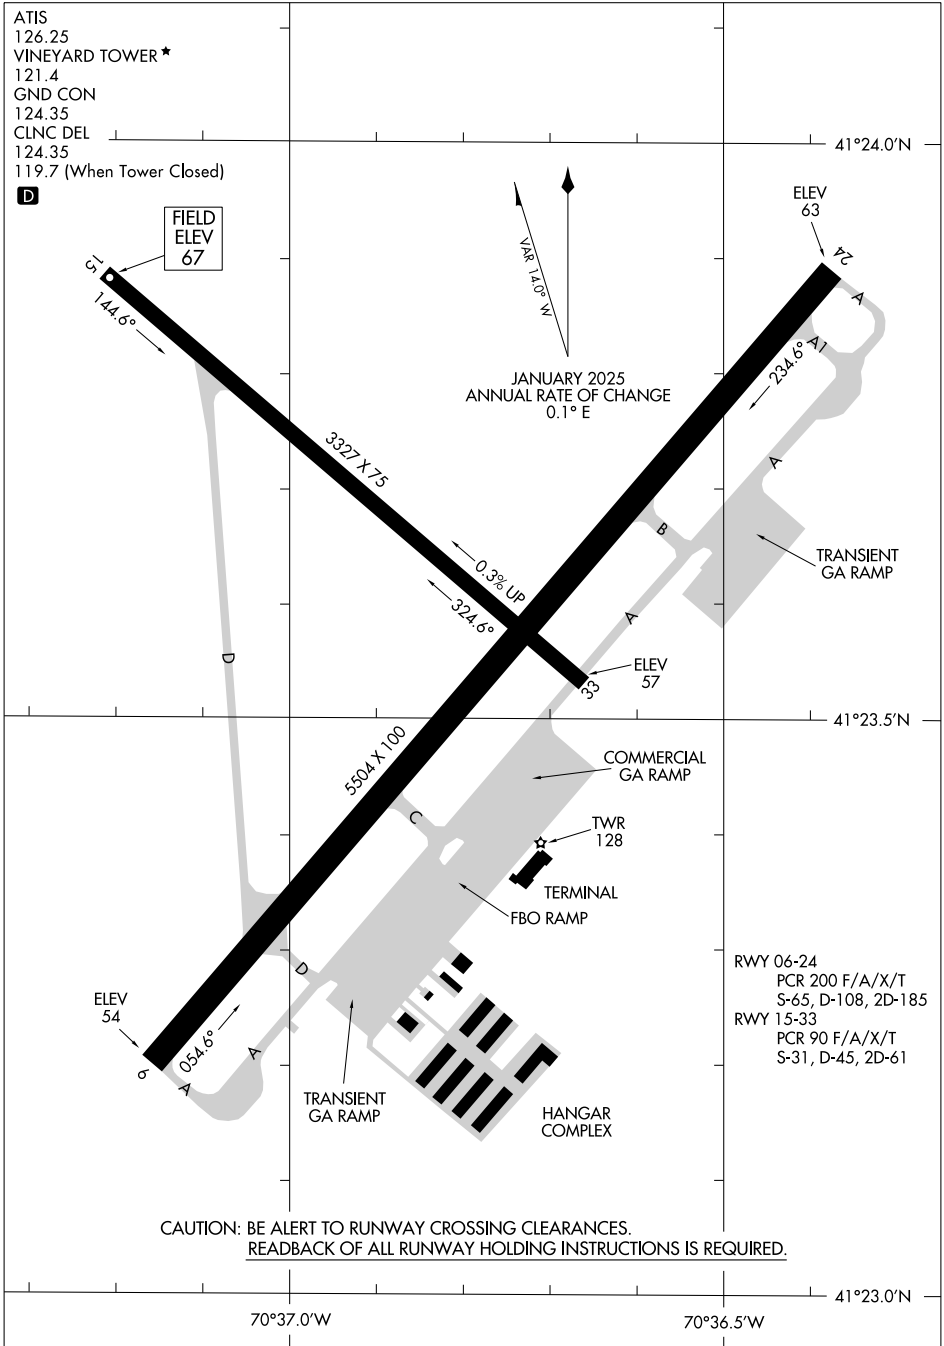 ATIS
126.25
VINEYARD TOWER ★
121.4
GND CON
124.35
CLNC DEL
124.35
119.7 (When Tower Closed)
D
41°24.0'N
FIELD
ELEV
67
ELEV
63
15
24
144.6°
VAR 14.0° W
A
A1
234.6°
JANUARY 2025
ANNUAL RATE OF CHANGE
0.1° E
3327 X 75
A
B
TRANSIENT
GA RAMP
0.3% UP
324.6°
A
D
ELEV
57
33
41°23.5'N
5504 X 100
COMMERCIAL
GA RAMP
C
TWR
128
TERMINAL
FBO RAMP
D
RWY 06-24
PCR 200 F/A/X/T
S-65, D-108, 2D-185
RWY 15-33
PCR 90 F/A/X/T
S-31, D-45, 2D-61
ELEV
54
054.6°
A
6
A
TRANSIENT
GA RAMP
HANGAR
COMPLEX
CAUTION: BE ALERT TO RUNWAY CROSSING CLEARANCES.
READBACK OF ALL RUNWAY HOLDING INSTRUCTIONS IS REQUIRED.
41°23.0'N
70°37.0'W
70°36.5'W